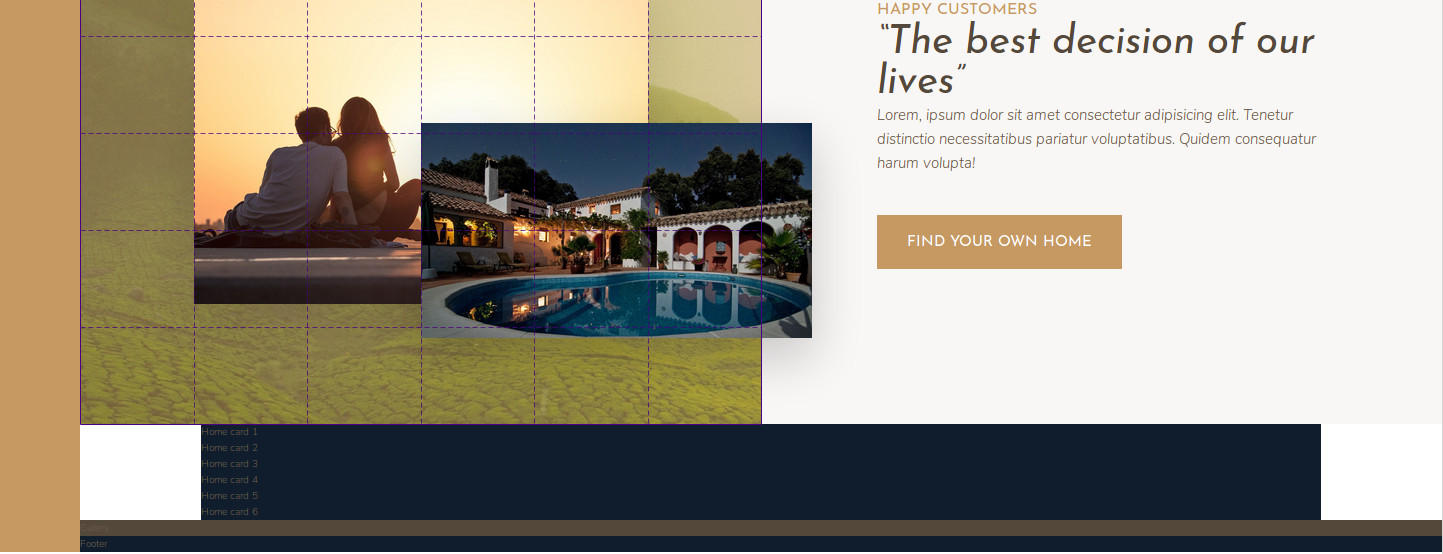 HAPPY CUSTOMERS
“The best decision of our
lives”
Lorem, ipsum dolor sit amet consectetur adipisicing elit. Tenetur
distinctio necessitatibus pariatur voluptatibus. Quidem consequatur
harum volupta!
FIND YOUR OWN HOME
Home card 1
Home card 2
Home card 3
Home card 4
Home card 5
Home card 6
Gallery
Footer